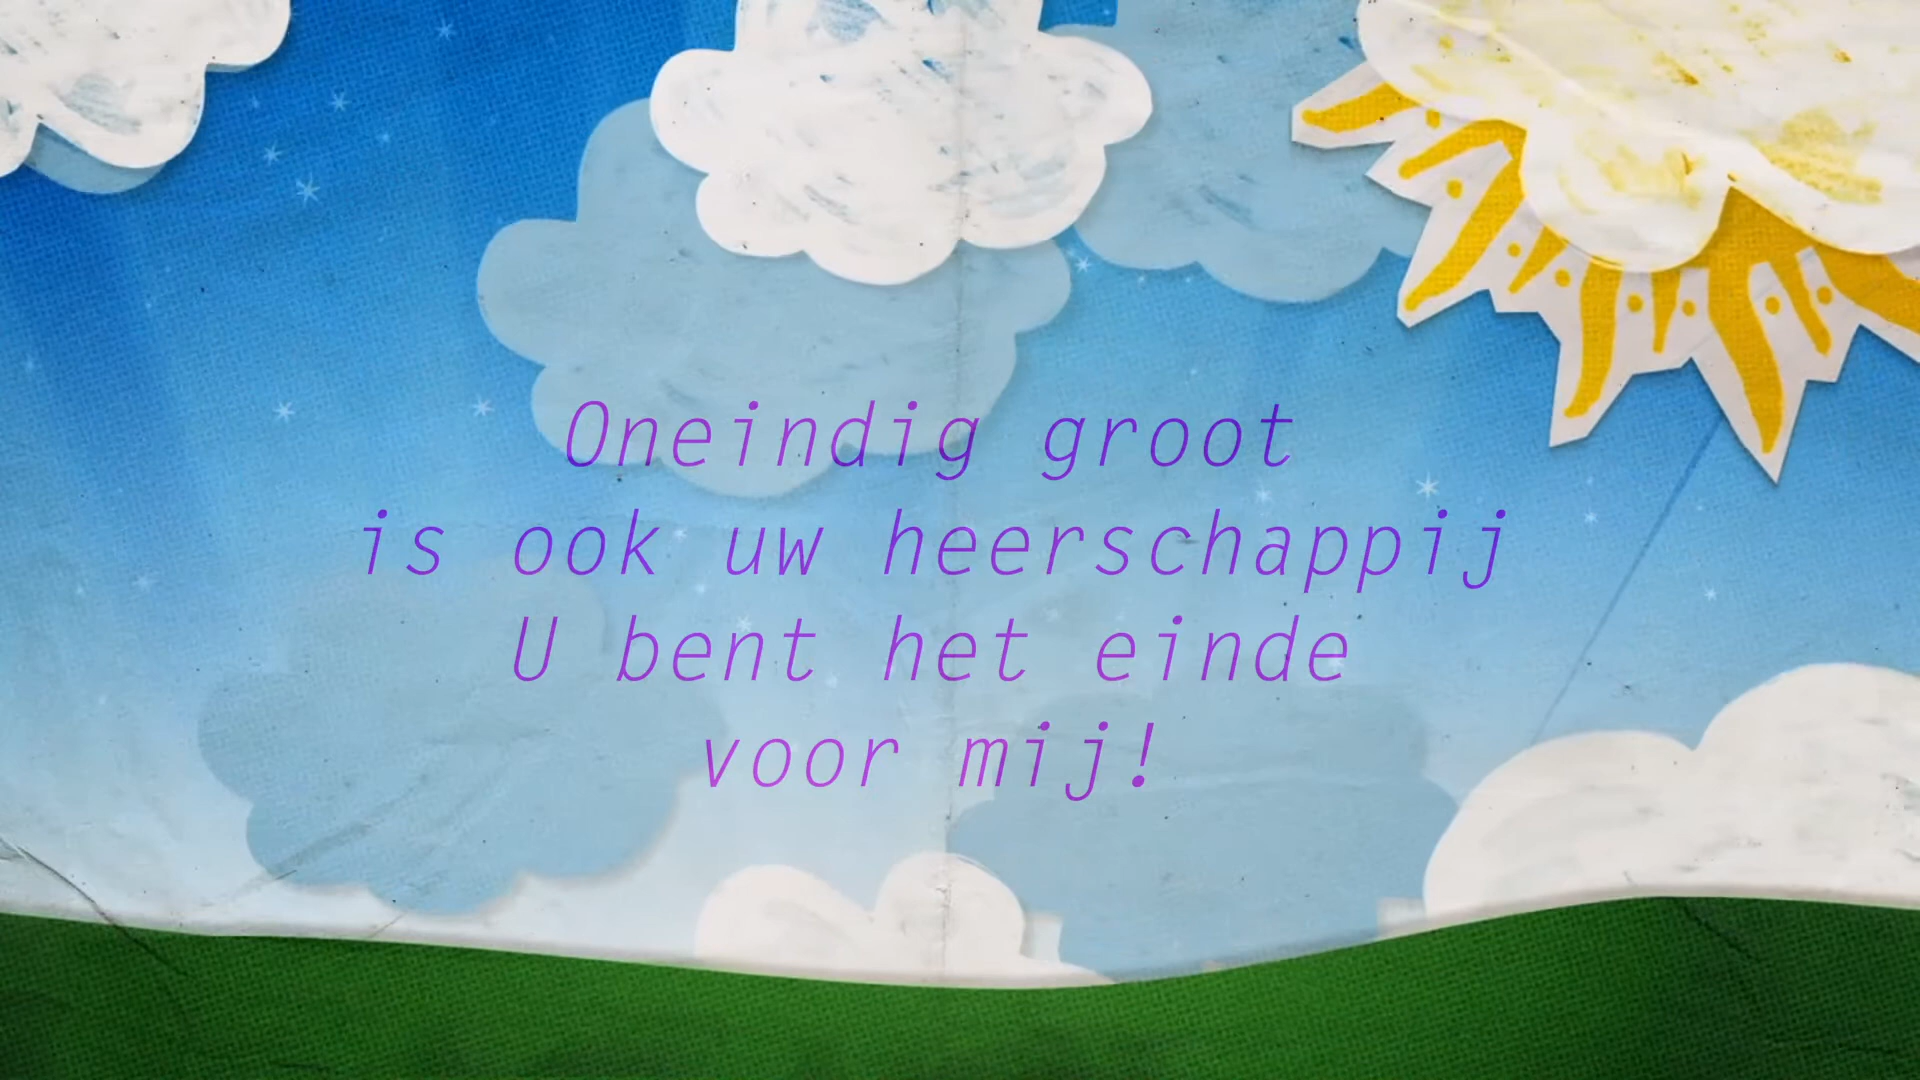 Oneindig groot
is ook uw heerschappij
U bent het einde
voor mij!